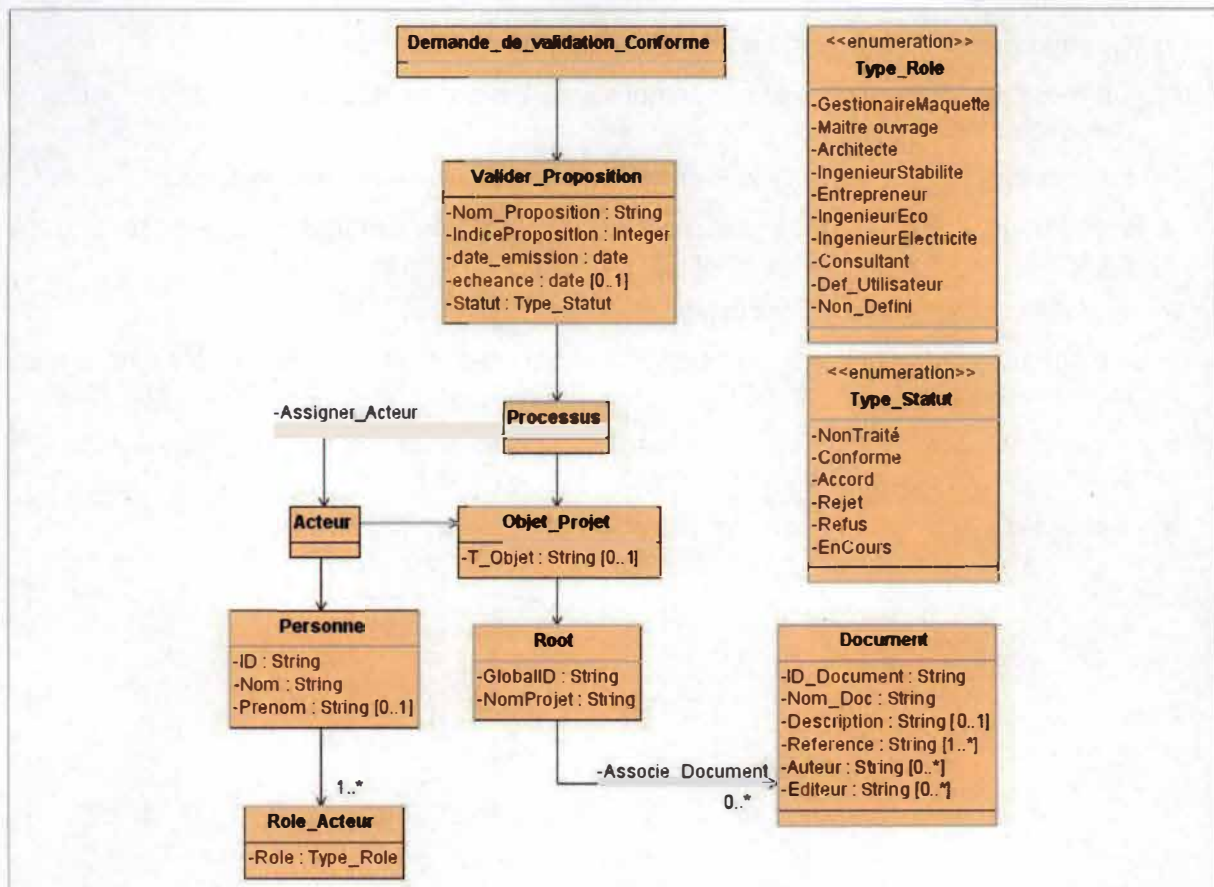 Demande_de_validation_Conforme
Valider_Proposition
-Nom_Proposition : String
-IndiceProposition : Integer
-date_emission : date
-echeance : date [0..1]
-Statut : Type_Statut
-Assigner_Acteur
Processus
Acteur
Objet_Projet
-T_Objet : String [0..1]
Personne
-ID : String
-Nom : String
-Prenom : String [0..1]
Root
-GlobalID : String
-NomProjet : String
1..*
Role_Acteur
-Role : Type_Role
-Associe_Document
0..*
<<enumeration>>
Type_Role
-GestionaireMaquette
-Maitre ouvrage
-Architecte
-IngenieurStabilite
-Entrepreneur
-IngenieurEco
-IngenieurElectricite
-Consultant
-Def_Utilisateur
-Non_Defini
<<enumeration>>
Type_Statut
-NonTraité
-Conforme
-Accord
-Rejet
-Refus
-EnCours
Document
-ID_Document : String
-Nom_Doc : String
-Description : String [0..1]
-Reference : String [1..*]
-Auteur : String [0..*]
-Editeur : String [0..*]